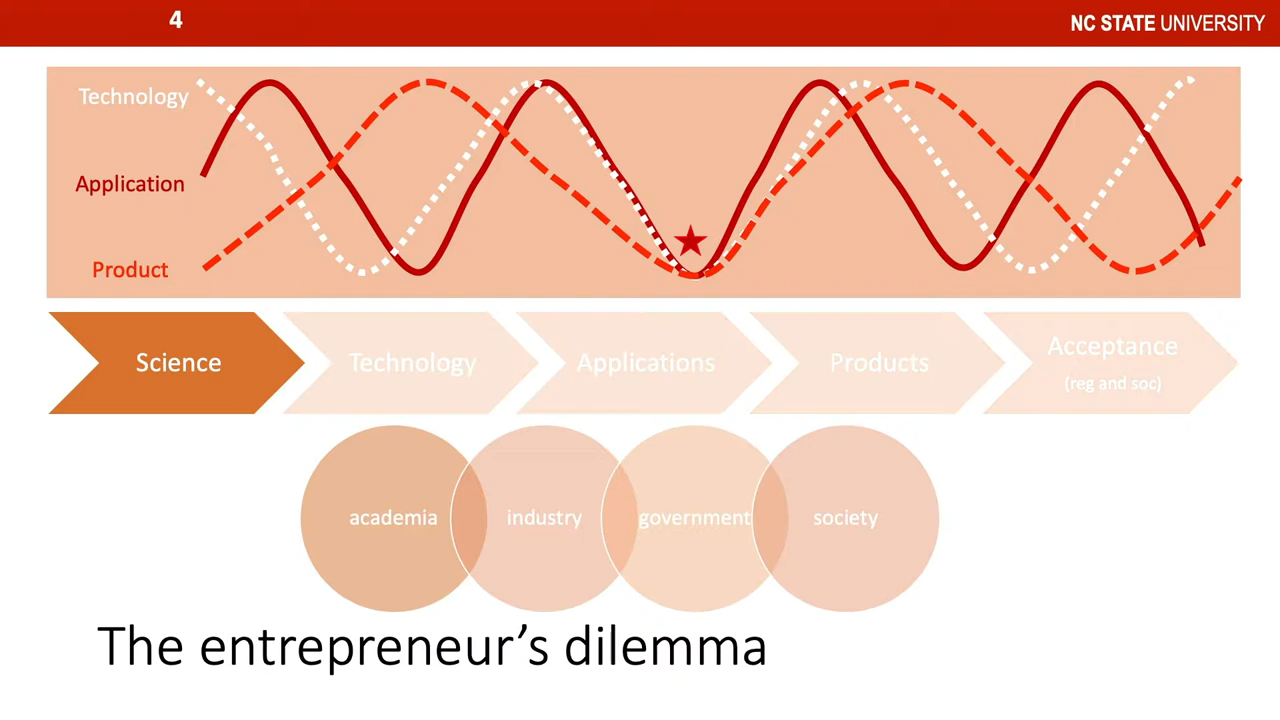 4
NC STATE UNIVERSITY
Technology
Application
Product
Science
Technology
Applications
Products
Acceptance
(reg and soc)
academia
industry
government
society
The entrepreneur’s dilemma